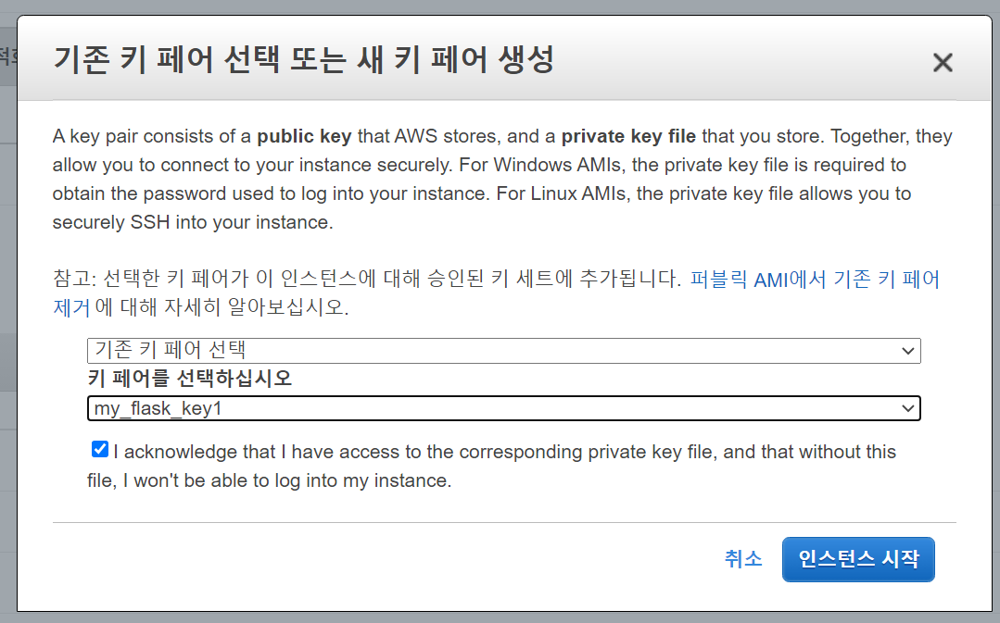 기존 키 페어 선택 또는 새 키 페어 생성
A key pair consists of a public key that AWS stores, and a private key file that you store. Together, they
allow you to connect to your instance securely. For Windows AMIs, the private key file is required to
obtain the password used to log into your instance. For Linux AMIs, the private key file allows you to
securely SSH into your instance.
참고: 선택한 키 페어가 이 인스턴스에 대해 승인된 키 세트에 추가됩니다. 퍼블릭 AMI에서 기존 키 페어
제거 에 대해 자세히 알아보십시오.
기존 키 페어 선택
키 페어를 선택하십시오
my_flask_key1
I acknowledge that I have access to the corresponding private key file, and that without this
file, I won't be able to log into my instance.
취소 인스턴스 시작